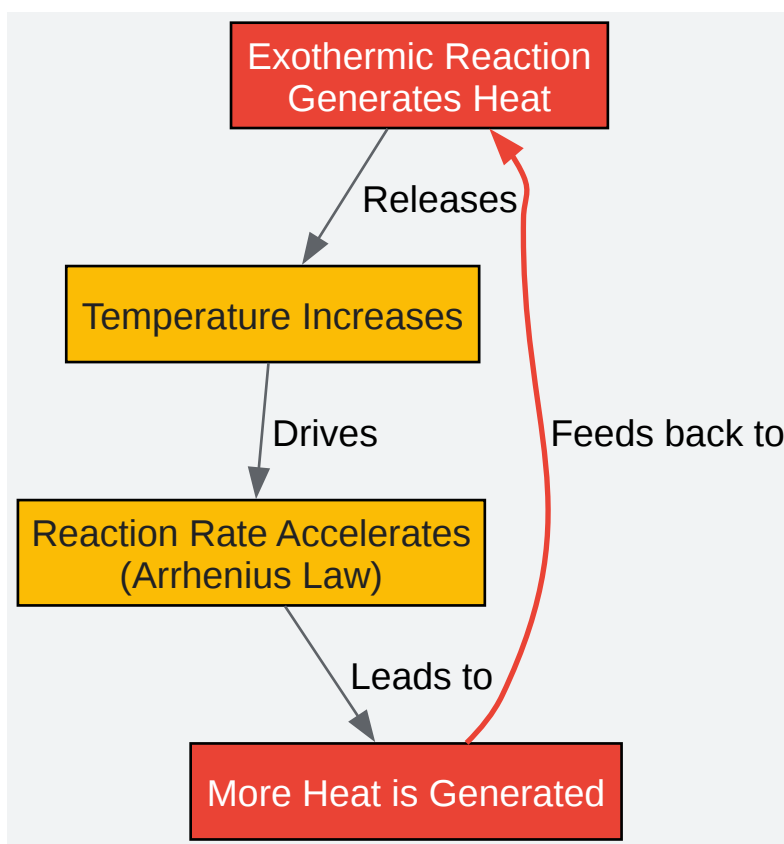 Exothermic Reaction
Generates Heat
Releases
Temperature Increases
Drives
Feeds back to
Reaction Rate Accelerates
(Arrhenius Law)
Leads to
More Heat is Generated